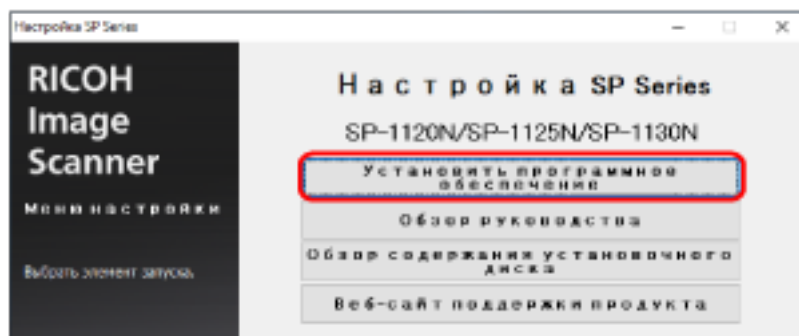 Настройка SP Series
RICOH
Image
Scanner
Меню настройки
Выбрать элемент запуска.
Настройка SP Series
SP-1120N/SP-1125N/SP-1130N
Установить программное
обеспечение
Обзор руководства
Обзор содержания установочного
диска
Веб-сайт поддержки продукта